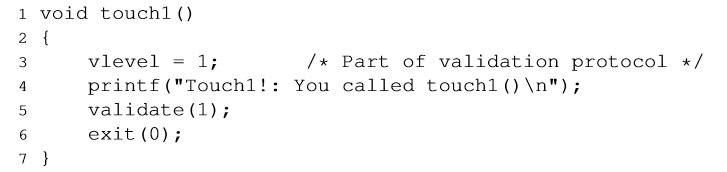 1 void touch1()
2 {
3     vlevel = 1;       /* Part of validation protocol */
4     printf("Touch1!: You called touch1()\n");
5     validate(1);
6     exit(0);
7 }